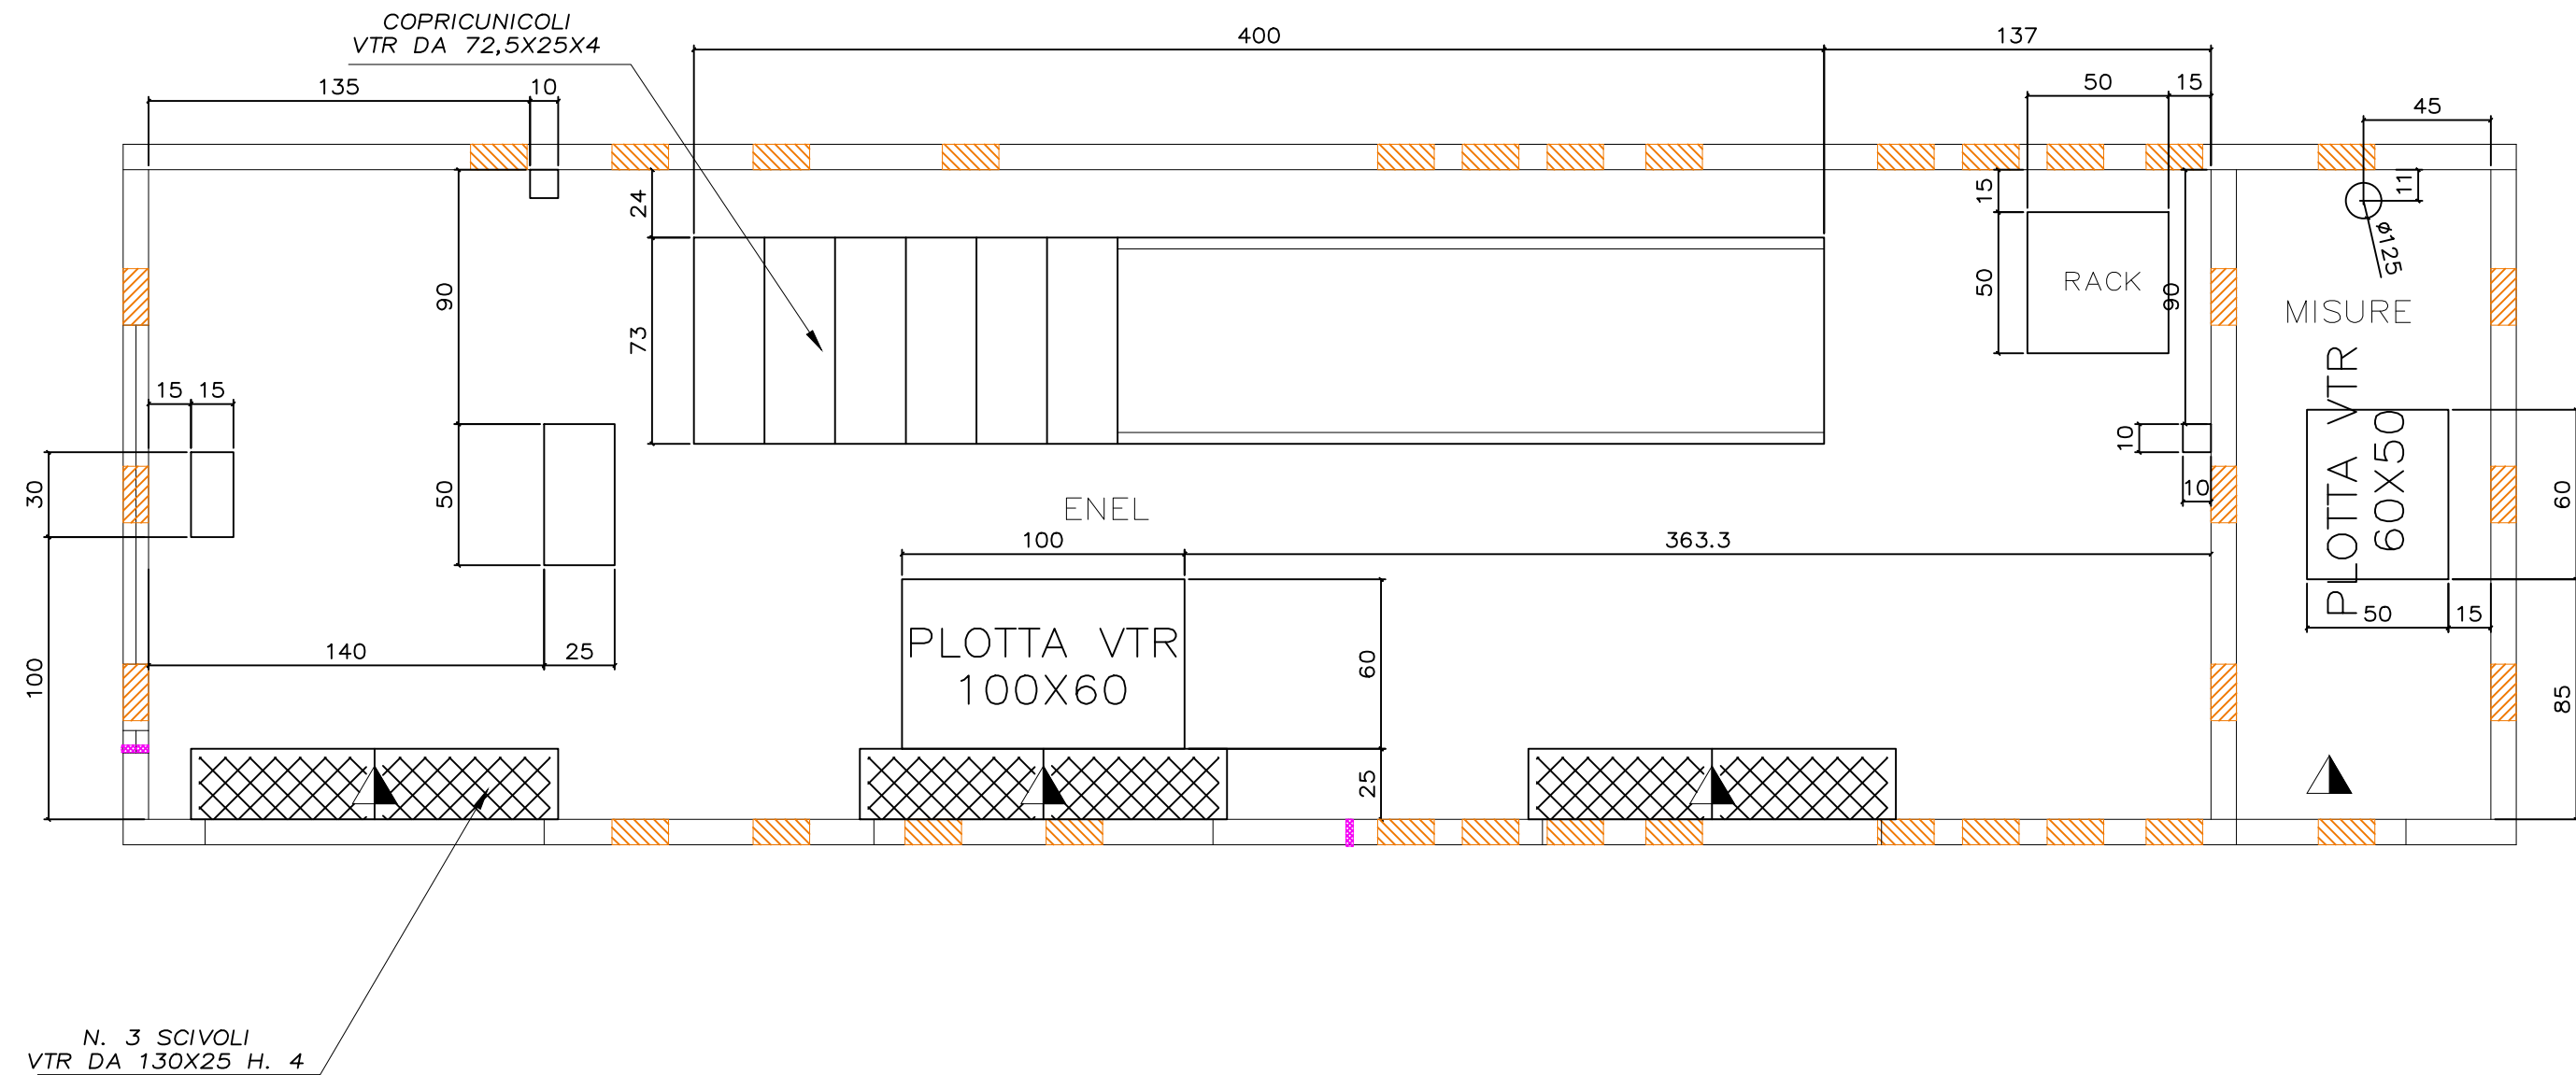 COPRICUNICOLI
VTR DA 72,5X25X4
400
137
135
10
50
15
45
24
15
11
ø125
90
73
50
RACK
90
MISURE
15
15
10
10
30
50
ENEL
PLOTTA VTR
60X50
60
100
363.3
50
15
100
140
25
PLOTTA VTR
100X60
60
85
25
N. 3 SCIVOLI
VTR DA 130X25 H. 4